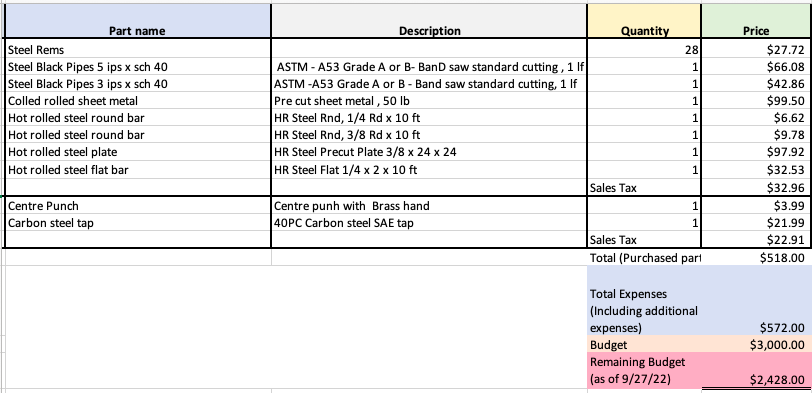 Part name Description Quantity Price
Steel Rems 28 $27.72
Steel Black Pipes 5 ips x sch 40 ASTM - A53 Grade A or B- BanD saw standard cutting , 1 lf 1 $66.08
Steel Black Pipes 3 ips x sch 40 ASTM -A53 Grade A or B - Band saw standard cutting, 1 lf 1 $42.86
Colled rolled sheet metal Pre cut sheet metal , 50 lb 1 $99.50
Hot rolled steel round bar HR Steel Rnd, 1/4 Rd x 10 ft 1 $6.62
Hot rolled steel round bar HR Steel Rnd, 3/8 Rd x 10 ft 1 $9.78
Hot rolled steel plate HR Steel Precut Plate 3/8 x 24 x 24 1 $97.92
Hot rolled steel flat bar HR Steel Flat 1/4 x 2 x 10 ft 1 $32.53
Sales Tax $32.96
Centre Punch Centre punh with Brass hand 1 $3.99
Carbon steel tap 40PC Carbon steel SAE tap 1 $21.99
Sales Tax $22.91
Total (Purchased part $518.00
Total Expenses
(Including additional
expenses) $572.00
Budget $3,000.00
Remaining Budget
(as of 9/27/22) $2,428.00